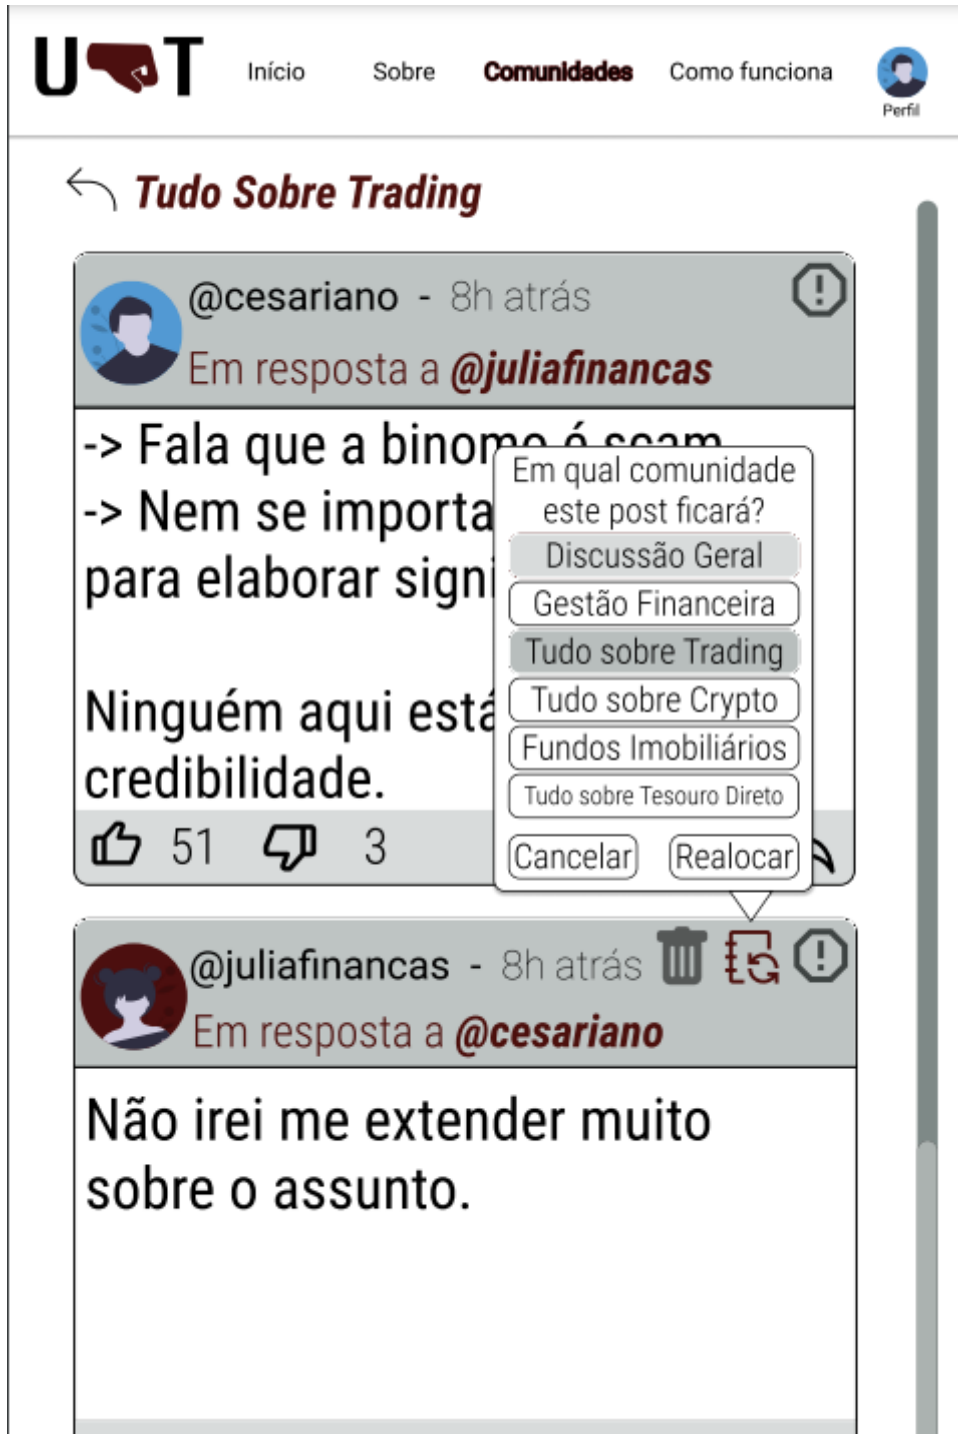 U T
Início Sobre Comunidades Como funciona
Perfil
Tudo Sobre Trading
@cesariano - 8h atrás
Em resposta a @juliafinancas
-> Fala que a binomo é scam
-> Nem se importa
para elaborar signi
Ninguém aqui está
credibilidade.
51 3
Em qual comunidade
este post ficará?
Discussão Geral
Gestão Financeira
Tudo sobre Trading
Tudo sobre Crypto
Fundos Imobiliários
Tudo sobre Tesouro Direto
Cancelar Realocar
@juliafinancas - 8h atrás
Em resposta a @cesariano
Não irei me extender muito
sobre o assunto.